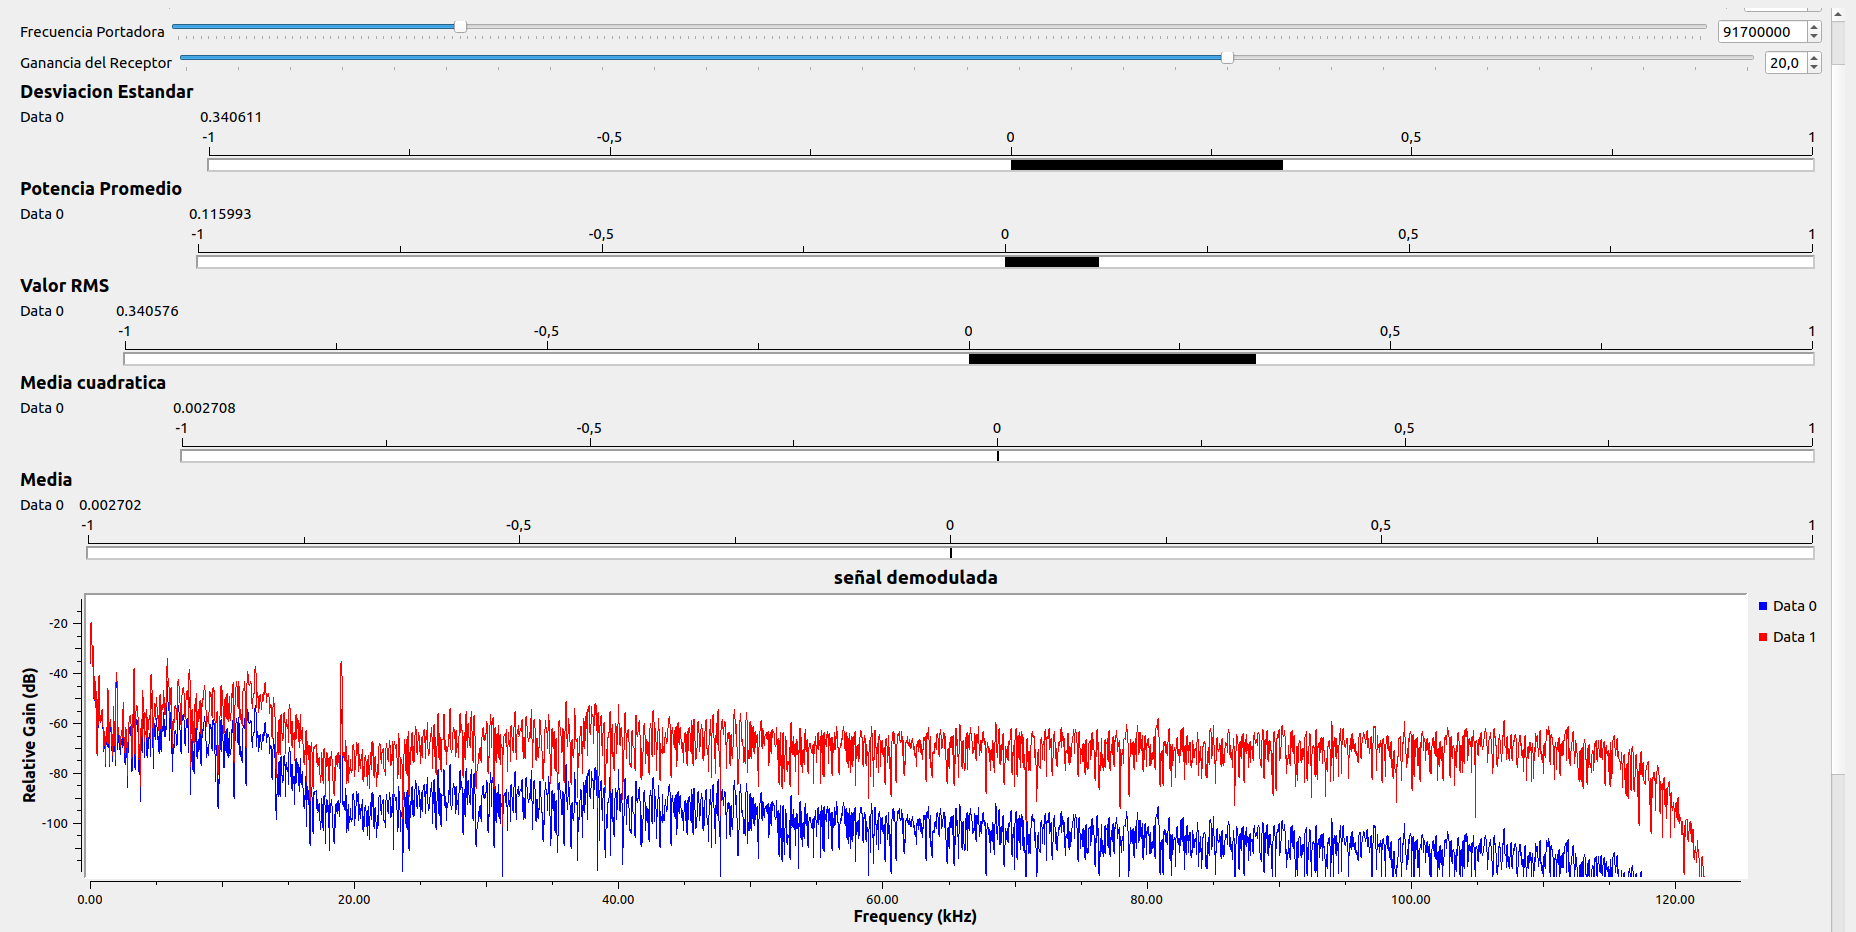 Frecuencia Portadora 91700000
Ganancia del Receptor 20,0
Desviacion Estandar
Data 0 0.340611
-1 -0,5 0 0,5 1
Potencia Promedio
Data 0 0.115993
-1 -0,5 0 0,5 1
Valor RMS
Data 0 0.340576
-1 -0,5 0 0,5 1
Media cuadratica
Data 0 0.002708
-1 -0,5 0 0,5 1
Media
Data 0 0.002702
-1 -0,5 0 0,5 1
señal demodulada
Relative Gain (dB)
-20
-40
-60
-80
-100
Data 0
Data 1
0.00 20.00 40.00 60.00 80.00 100.00 120.00
Frequency (kHz)